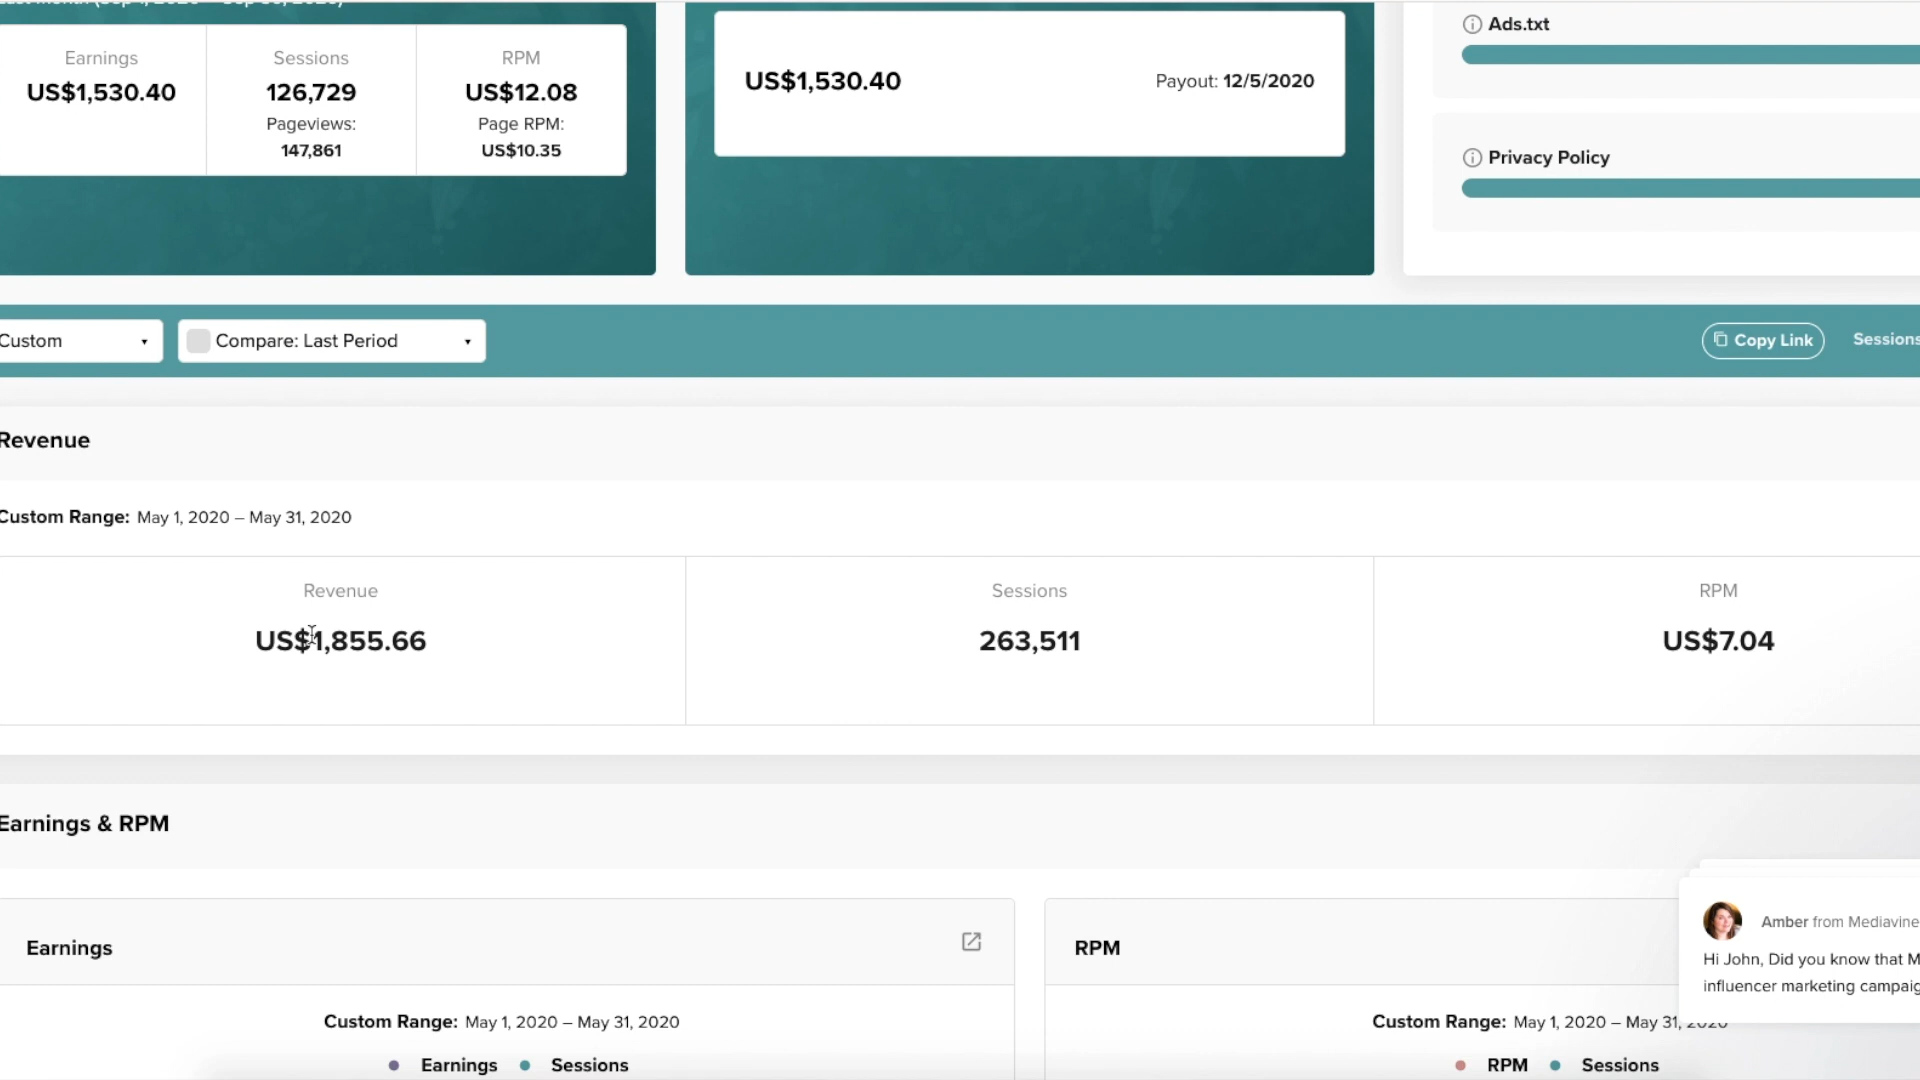 Earnings
US$1,530.40
Sessions
126,729
Pageviews:
147,861
RPM
US$12.08
Page RPM:
US$10.35
US$1,530.40
Payout: 12/5/2020
Ads.txt
Privacy Policy
Custom
Compare: Last Period
Copy Link
Sessions
Revenue
Custom Range: May 1, 2020 – May 31, 2020
Revenue
US$1,855.66
Sessions
263,511
RPM
US$7.04
Earnings & RPM
Earnings
Custom Range: May 1, 2020 – May 31, 2020
Earnings
Sessions
RPM
Custom Range: May 1, 2020 – May 31, 2020
RPM
Sessions
Amber from Mediavine
Hi John, Did you know that M
influencer marketing campaig